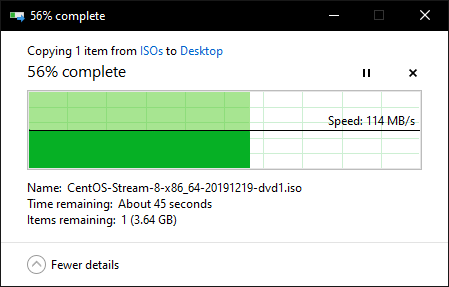 56% complete
Copying 1 item from ISOs to Desktop
56% complete
Speed: 114 MB/s
Name: CentOS-Stream-8-x86_64-20191219-dvd1.iso
Time remaining: About 45 seconds
Items remaining: 1 (3.64 GB)
Fewer details